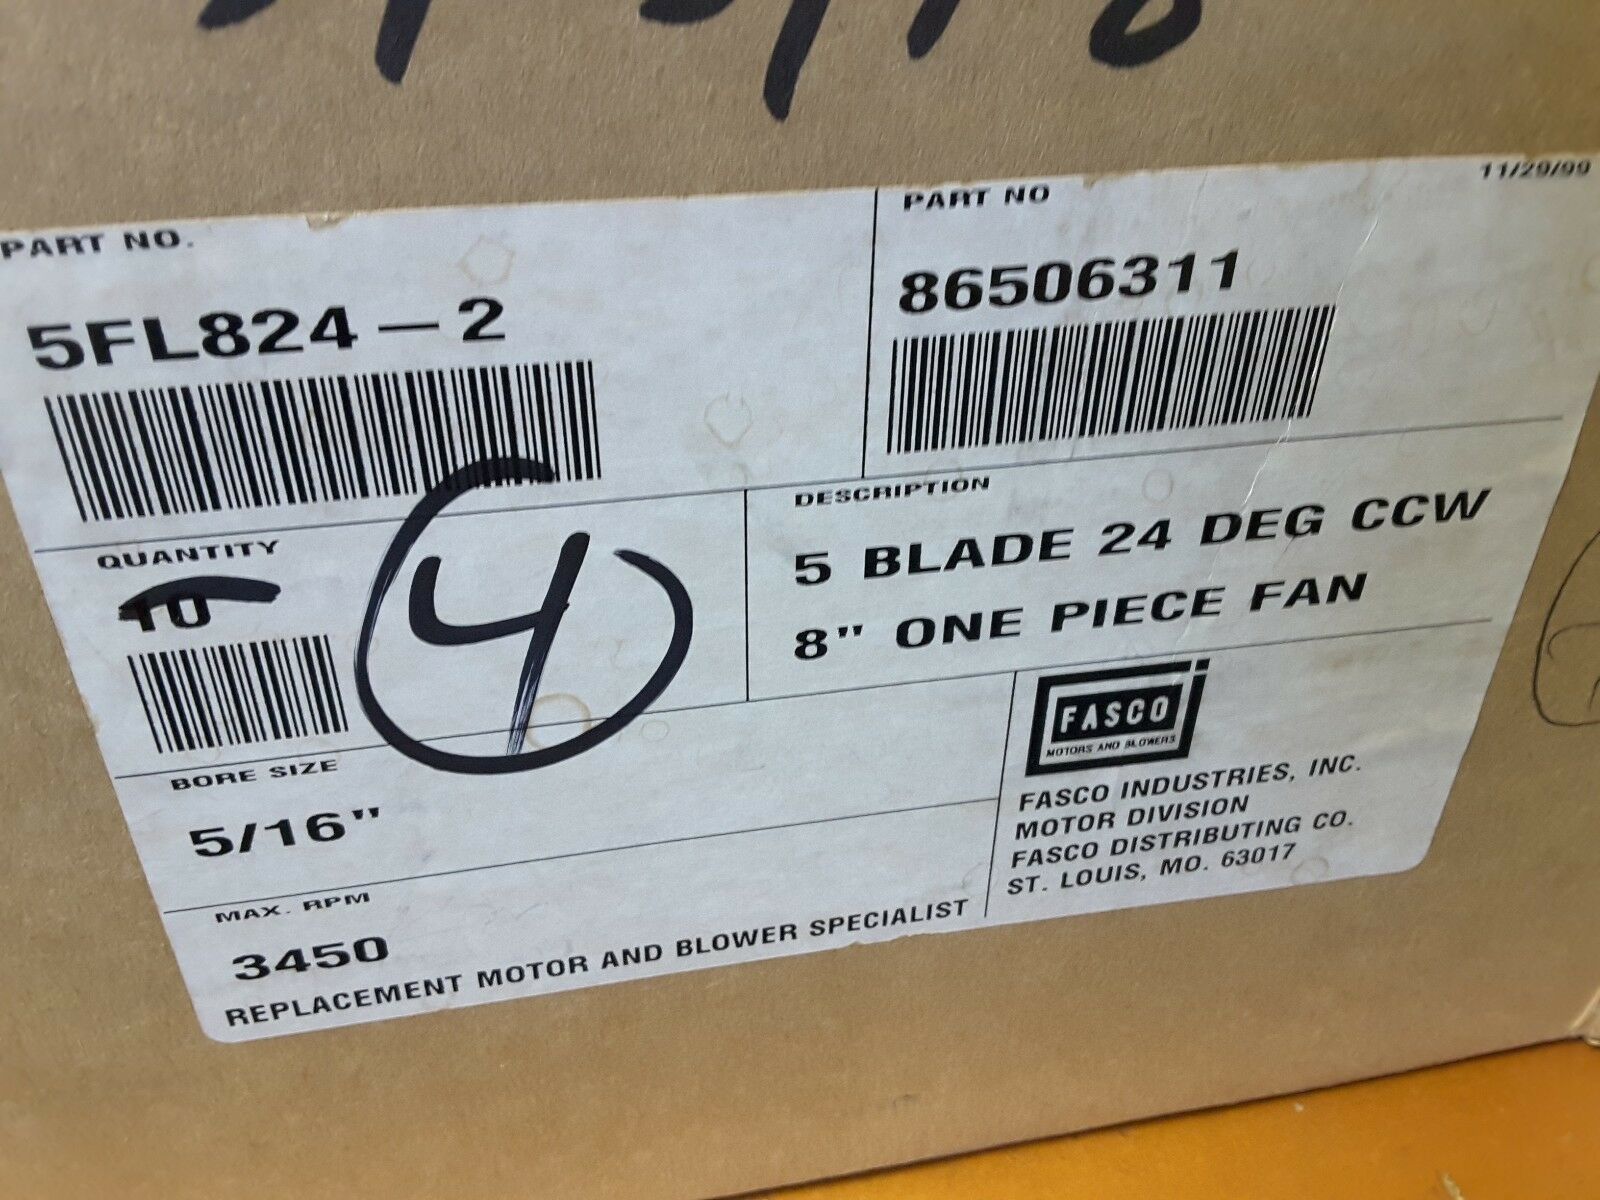 11/29/99
PART NO.
5FL824-2
PART NO
86506311
QUANTITY
10
4
DESCRIPTION
5 BLADE 24 DEG CCW
8" ONE PIECE FAN
BORE SIZE
5/16"
MAX. RPM
3450
REPLACEMENT MOTOR AND BLOWER SPECIALIST
FASCO
MOTORS AND BLOWERS
FASCO INDUSTRIES, INC.
MOTOR DIVISION
FASCO DISTRIBUTING CO.
ST. LOUIS, MO. 63017